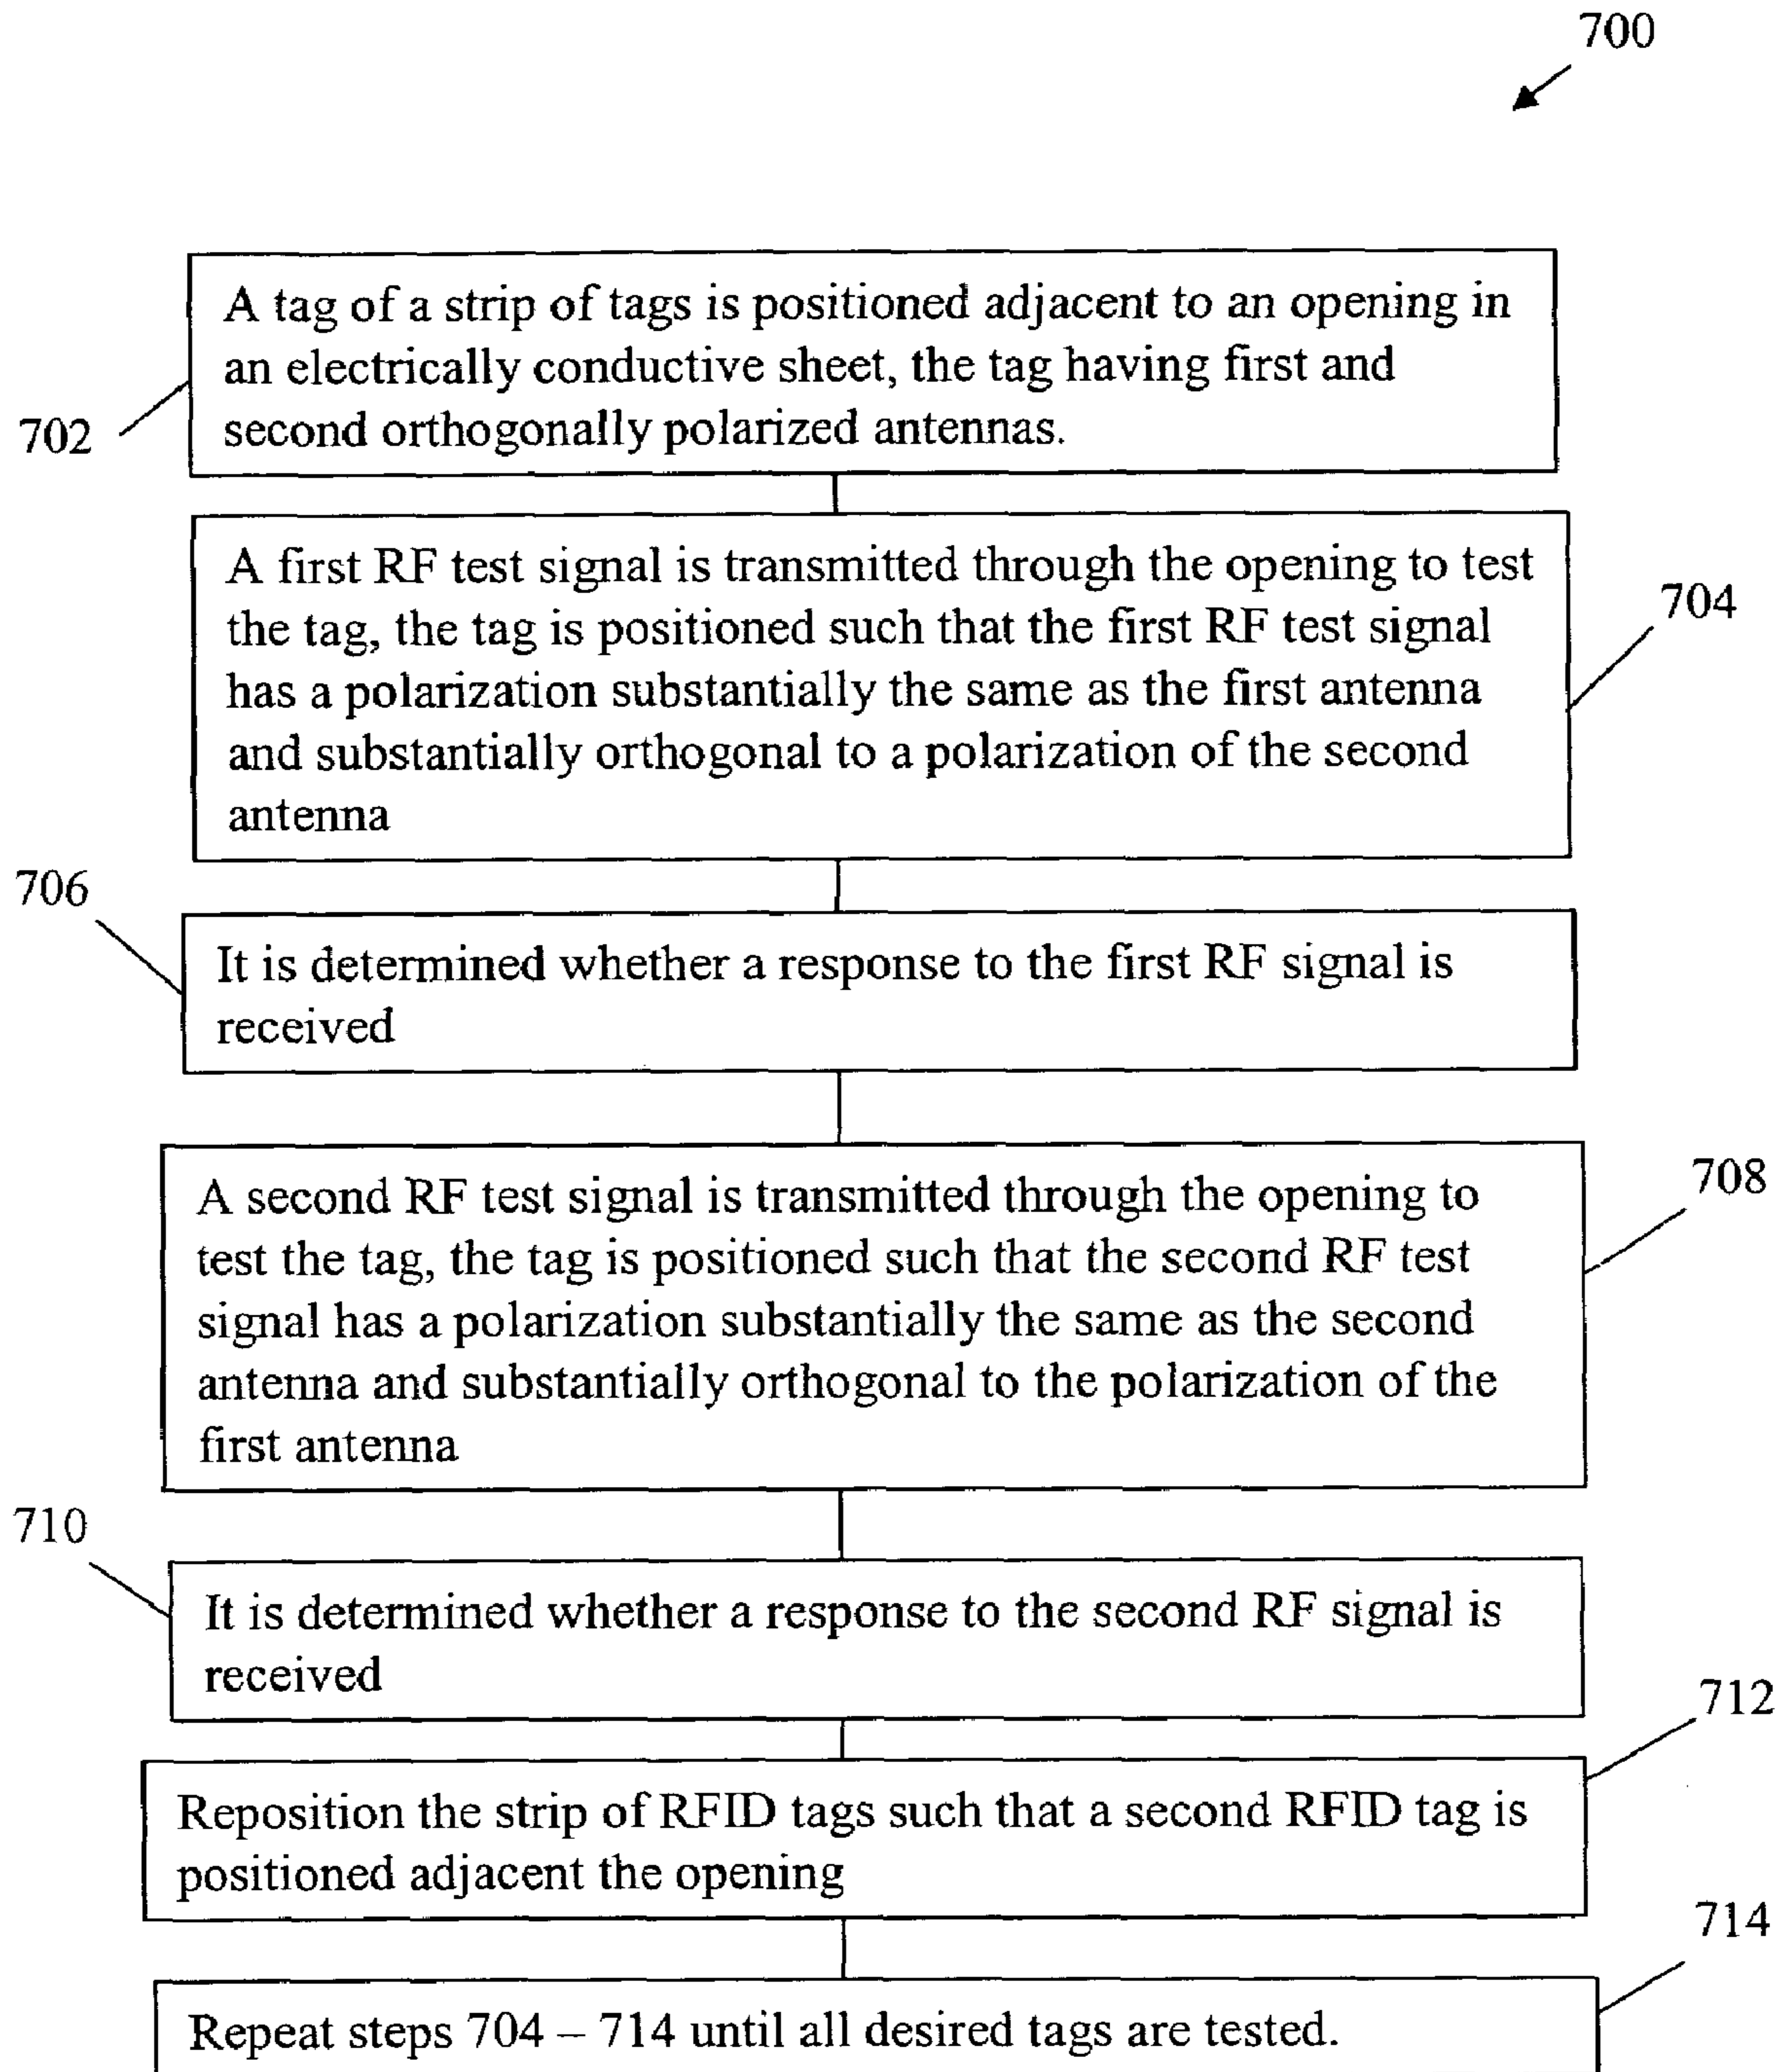 700
702
A tag of a strip of tags is positioned adjacent to an opening in
an electrically conductive sheet, the tag having first and
second orthogonally polarized antennas.
704
A first RF test signal is transmitted through the opening to test
the tag, the tag is positioned such that the first RF test signal
has a polarization substantially the same as the first antenna
and substantially orthogonal to a polarization of the second
antenna
706
It is determined whether a response to the first RF signal is
received
708
A second RF test signal is transmitted through the opening to
test the tag, the tag is positioned such that the second RF test
signal has a polarization substantially the same as the second
antenna and substantially orthogonal to the polarization of the
first antenna
710
It is determined whether a response to the second RF signal is
received
712
Reposition the strip of RFID tags such that a second RFID tag is
positioned adjacent the opening
714
Repeat steps 704 – 714 until all desired tags are tested.